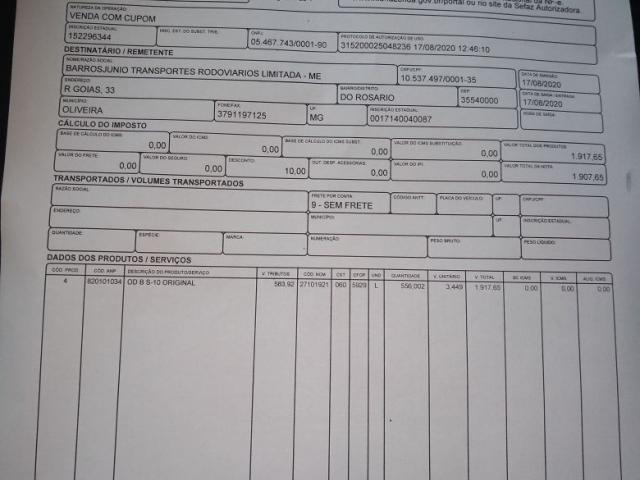 da NF-e
.gov.br/portal ou no site da Sefaz Autorizadora.
NATUREZA DA OPERAÇÃO
VENDA COM CUPOM
INSCRIÇÃO ESTADUAL INSC. EST. DO SUBST. TRIB. CNPJ PROTOCOLO DE AUTORIZAÇÃO DE USO
152296344 05.467.743/0001-90 315200025048236 17/08/2020 12:46:10
DESTINATÁRIO / REMETENTE
NOME/RAZÃO SOCIAL CNPJ/CPF DATA DE EMISSÃO
BARROSJUNIO TRANSPORTES RODOVIARIOS LIMITADA - ME 10.537.497/0001-35 17/08/2020
ENDEREÇO BAIRRO/DISTRITO CEP DATA DE SAÍDA / ENTRADA
R GOIAS, 33 DO ROSARIO 35540000 17/08/2020
MUNICÍPIO FONE/FAX UF INSCRIÇÃO ESTADUAL HORA DE SAÍDA
OLIVEIRA 3791197125 MG 0017140040087
CÁLCULO DO IMPOSTO
BASE DE CÁLCULO DO ICMS VALOR DO ICMS BASE DE CÁLCULO DO ICMS SUBST. VALOR DO ICMS SUBSTITUIÇÃO VALOR TOTAL DOS PRODUTOS
0,00 0,00 0,00 0,00 1.917,65
VALOR DO FRETE VALOR DO SEGURO DESCONTO OUT. DESP. ACESSÓRIAS VALOR DO IPI VALOR TOTAL DA NOTA
0,00 0,00 10,00 0,00 0,00 1.907,65
TRANSPORTADOS / VOLUMES TRANSPORTADOS
RAZÃO SOCIAL FRETE POR CONTA CÓDIGO ANTT PLACA DO VEÍCULO UF CNPJ/CPF
9 - SEM FRETE
ENDEREÇO MUNICÍPIO UF INSCRIÇÃO ESTADUAL
QUANTIDADE ESPÉCIE MARCA NUMERAÇÃO PESO BRUTO PESO LÍQUIDO
DADOS DOS PRODUTOS / SERVIÇOS
CÓD. PROD CÓD. ANP DESCRIÇÃO DO PRODUTO/SERVIÇO V. TRIBUTOS CÓD. NCM CST CFOP UND QUANTIDADE V. UNITÁRIO V. TOTAL BC ICMS V. ICMS ALIQ. ICMS
4 820101034 OD B S-10 ORIGINAL 583,92 27101921 060 5929 L 556,002 3,449 1.917,65 0,00 0,00 0,00